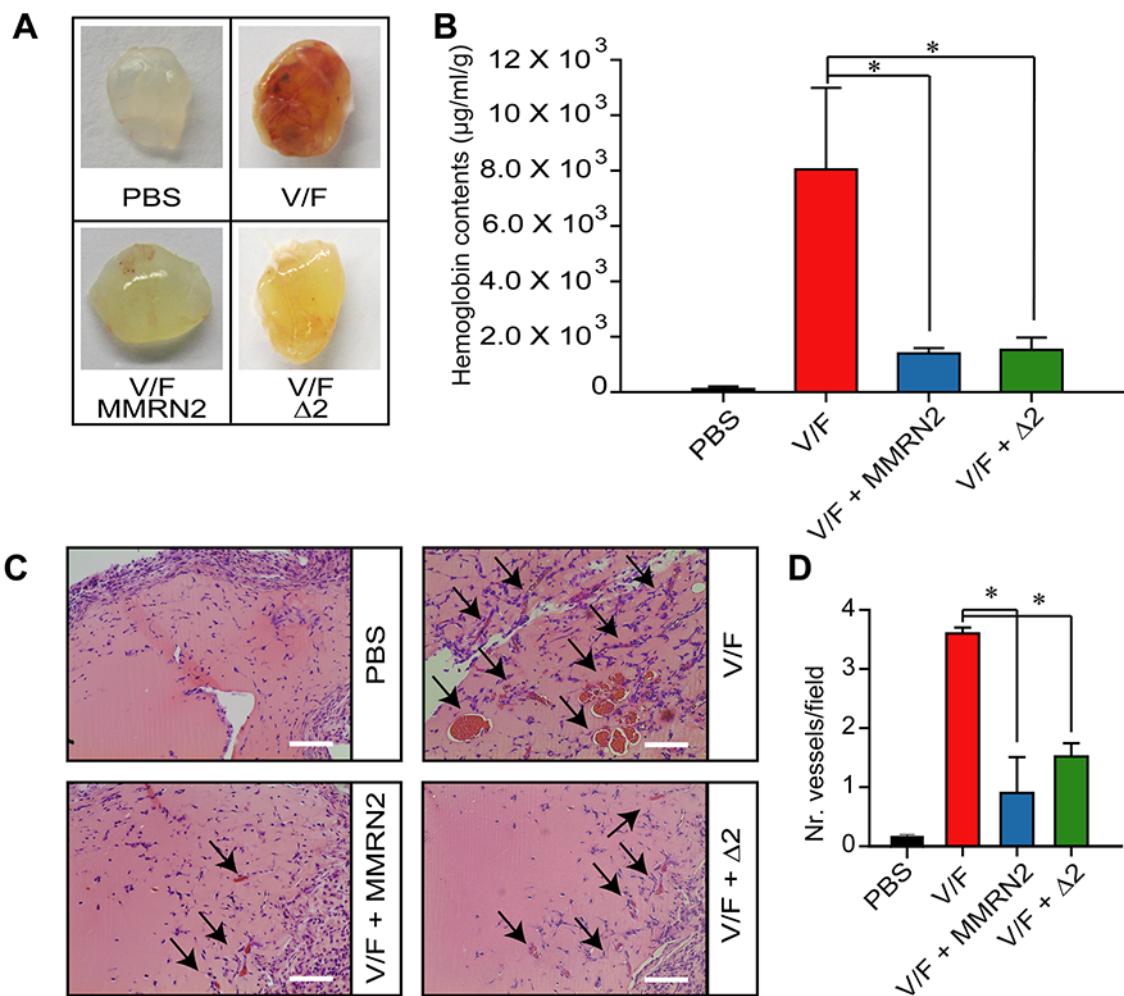 A
PBS
V/F
V/F
MMRN2
V/F
Δ2
B
Hemoglobin contents (µg/ml/g)
12 X 10³
10 X 10³
8.0 X 10³
6.0 X 10³
4.0 X 10³
2.0 X 10³
0
*
*
PBS
V/F
V/F + MMRN2
V/F + Δ2
C
PBS
V/F
V/F + MMRN2
V/F + Δ2
D
Nr. vessels/field
4
3
2
1
0
*
*
PBS
V/F
V/F + MMRN2
V/F + Δ2